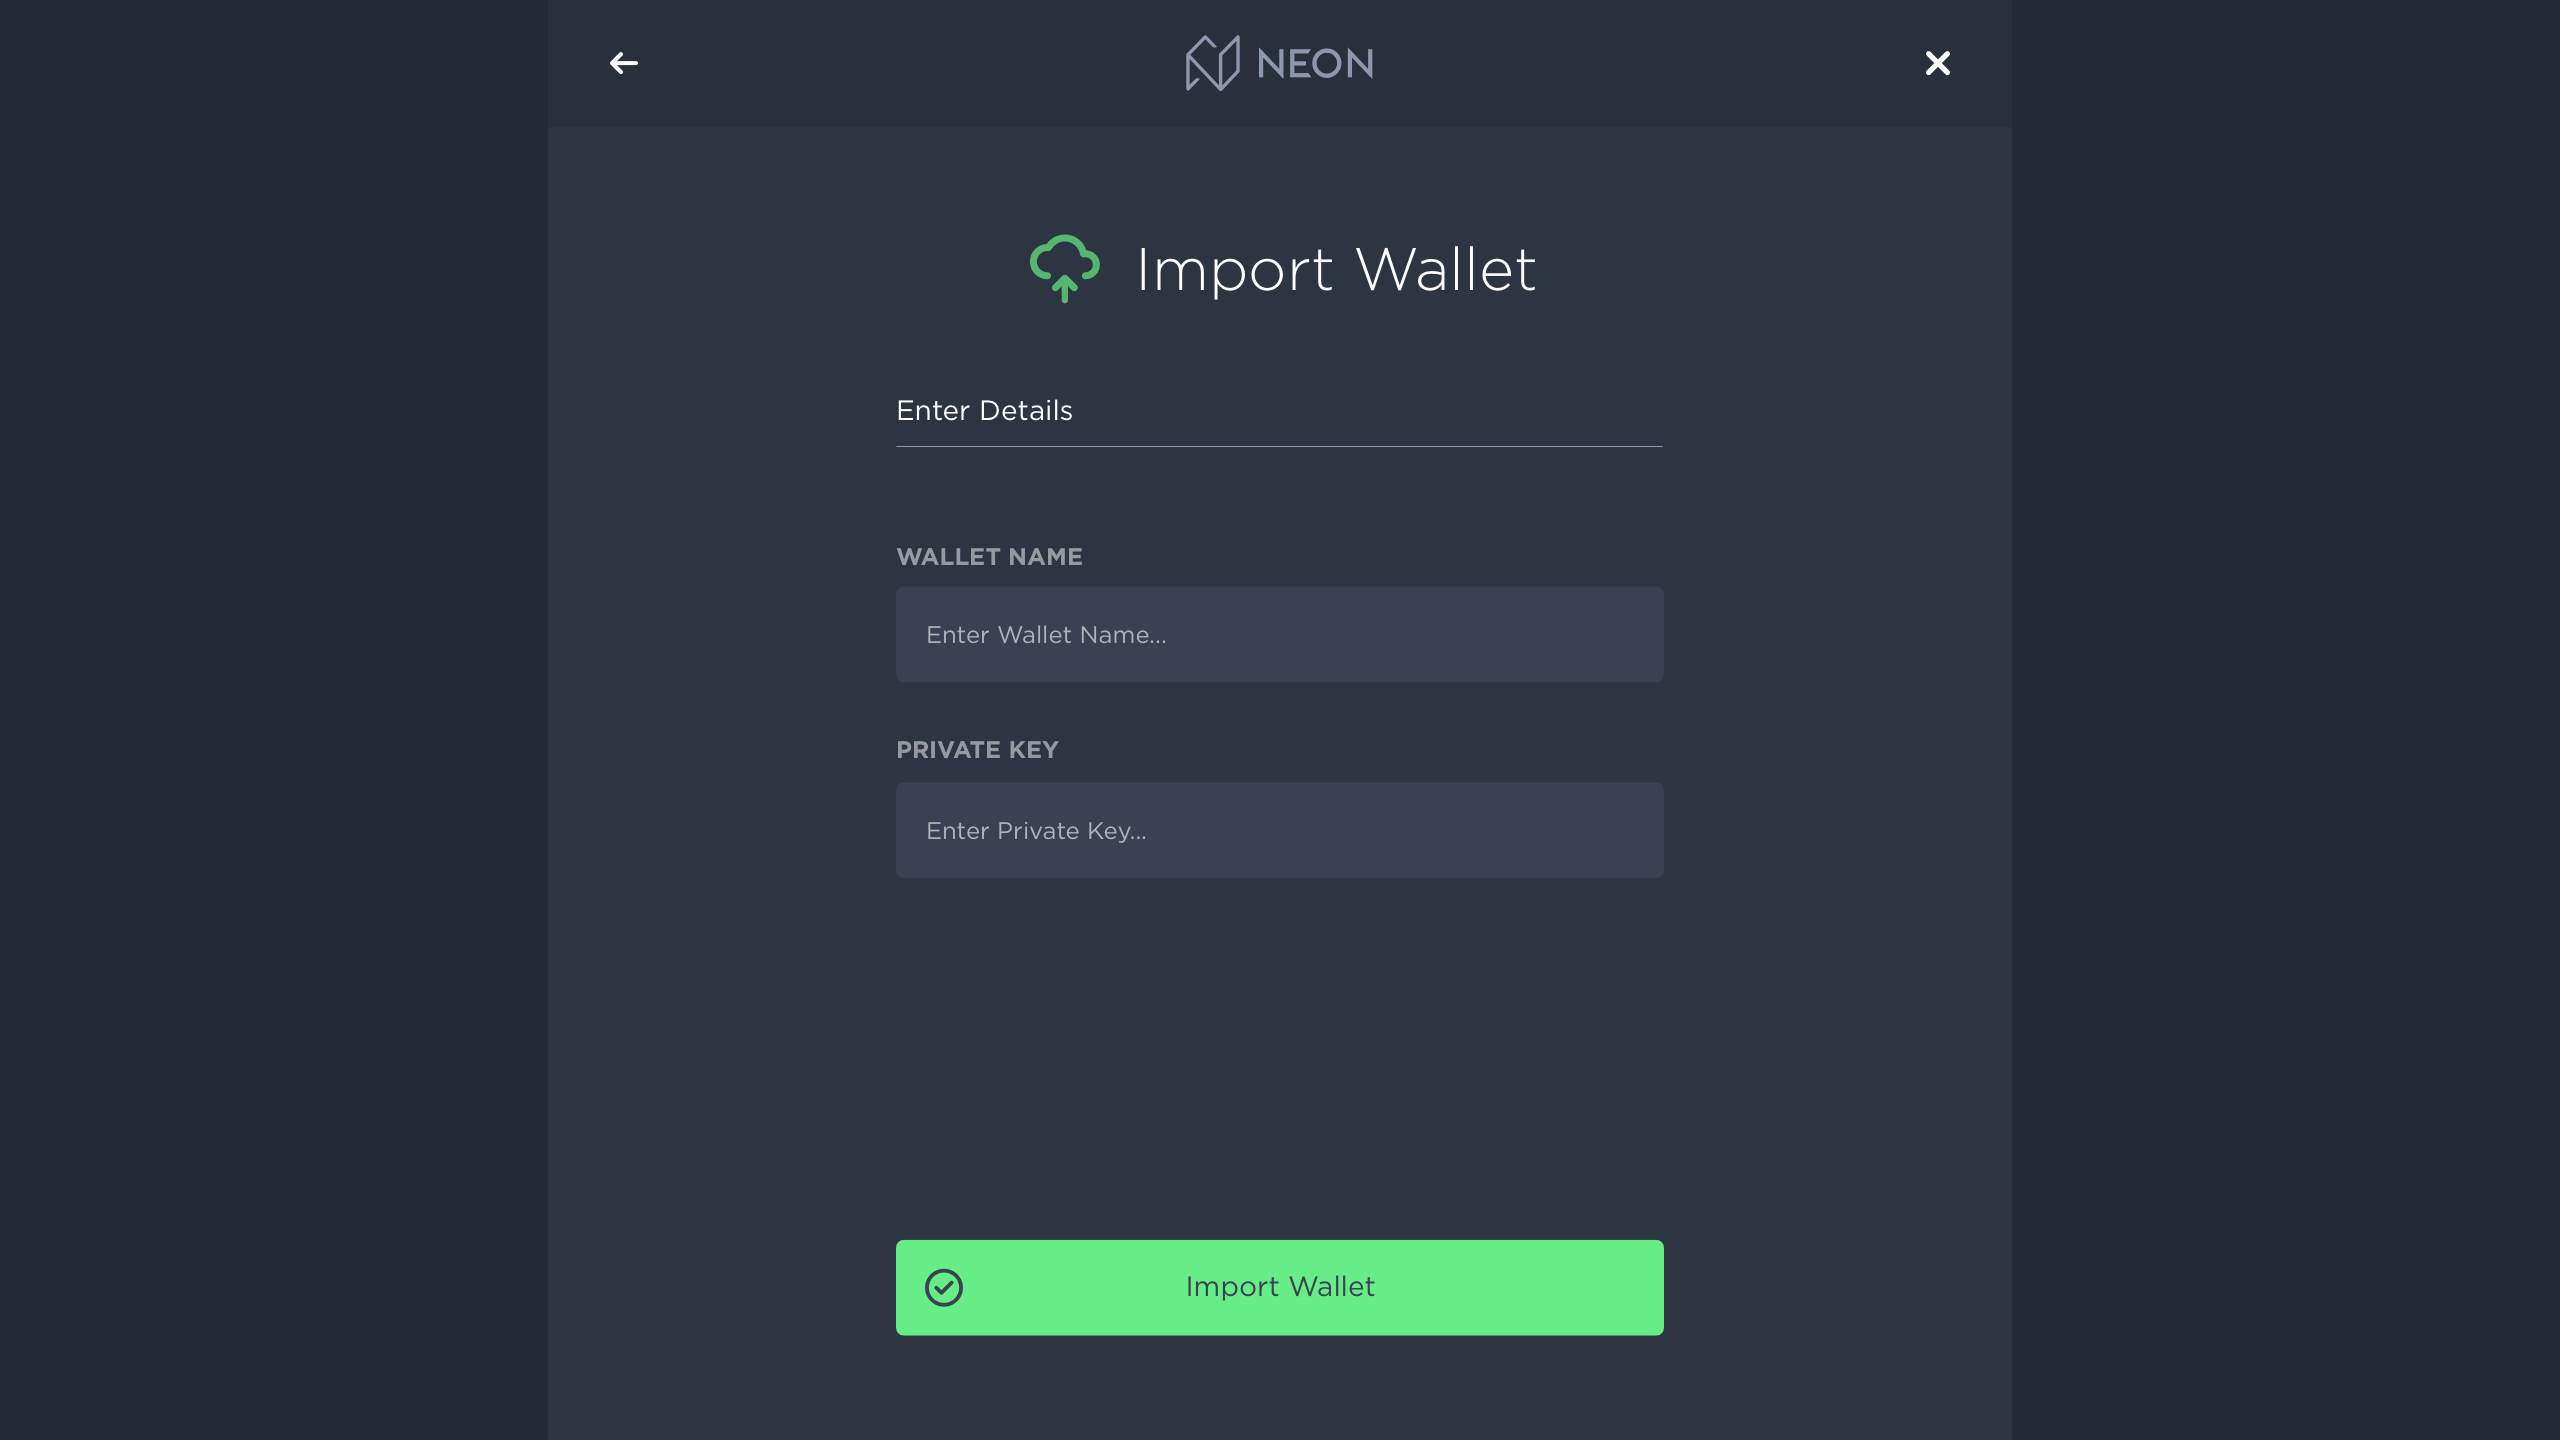 NEON
Import Wallet
Enter Details
WALLET NAME
Enter Wallet Name...
PRIVATE KEY
Enter Private Key...
Import Wallet